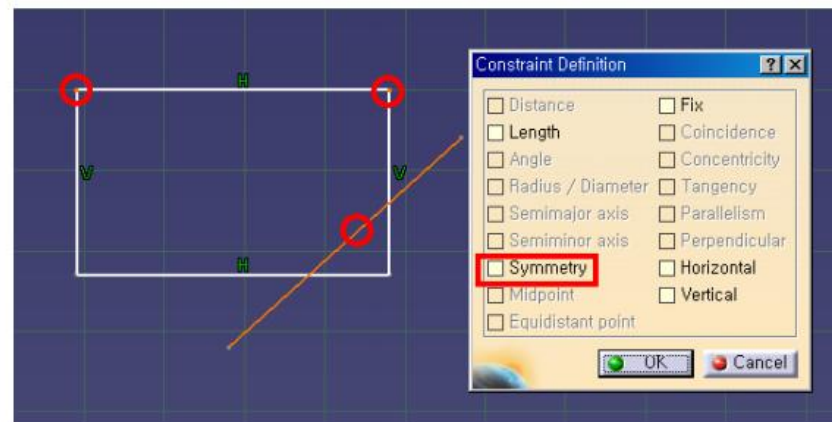 H
V
V
H
Constraint Definition
Distance
Fix
Length
Coincidence
Angle
Concentricity
Radius / Diameter
Tangency
Semimajor axis
Parallelism
Semiminor axis
Perpendicular
Symmetry
Horizontal
Midpoint
Vertical
Equidistant point
OK
Cancel